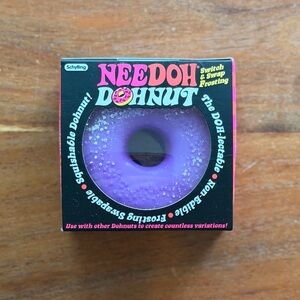 Schylling
NEEDOH
DOHNUT
Switch
& Swap
Frosting
Squishable Dohnut!
The DOH-lectable • Non-Edible • Frosting Swapable •
Use with other Dohnuts to create countless variations!